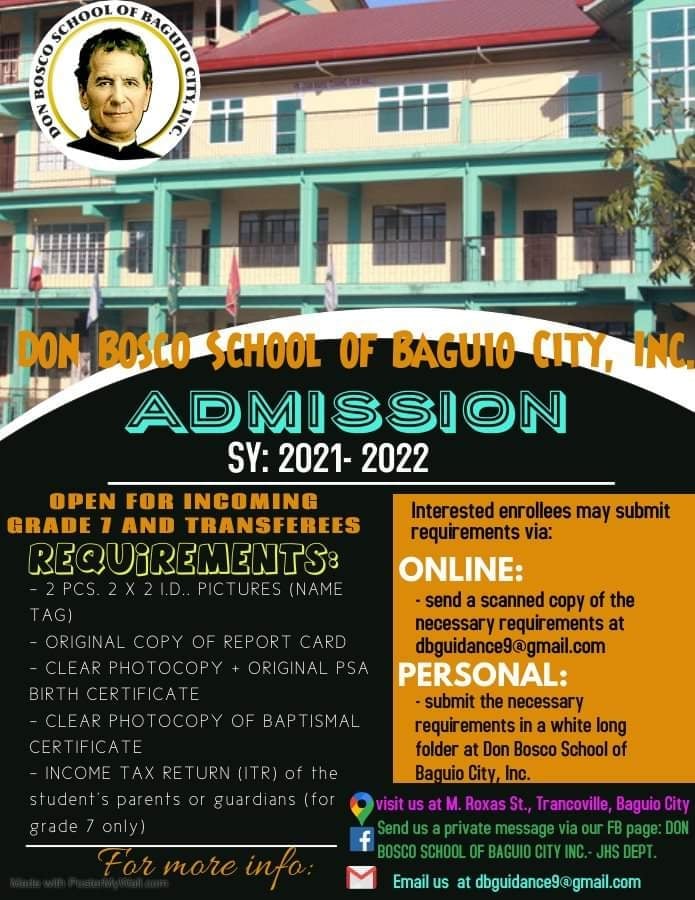 DON BOSCO SCHOOL OF BAGUIO CITY, INC.
DON BOSCO SCHOOL OF BAGUIO CITY, INC.
ADMISSION
SY: 2021- 2022
OPEN FOR INCOMING
GRADE 7 AND TRANSFEREES
REQUiREMENTS:
- 2 PCS. 2 X 2 I.D.. PICTURES (NAME
TAG)
- ORIGINAL COPY OF REPORT CARD
- CLEAR PHOTOCOPY + ORIGINAL PSA
BIRTH CERTIFICATE
- CLEAR PHOTOCOPY OF BAPTISMAL
CERTIFICATE
- INCOME TAX RETURN (ITR) of the
student's parents or guardians (for
grade 7 only)
Interested enrollees may submit
requirements via:
ONLINE:
- send a scanned copy of the
necessary requirements at
dbguidance9@gmail.com
PERSONAL:
- submit the necessary
requirements in a white long
folder at Don Bosco School of
Baguio City, Inc.
For more info:
visit us at M. Roxas St., Trancoville, Baguio City
Send us a private message via our FB page: DON
BOSCO SCHOOL OF BAGUIO CITY INC.- JHS DEPT.
Email us at dbguidance9@gmail.com
Made with PosterMyWall.com